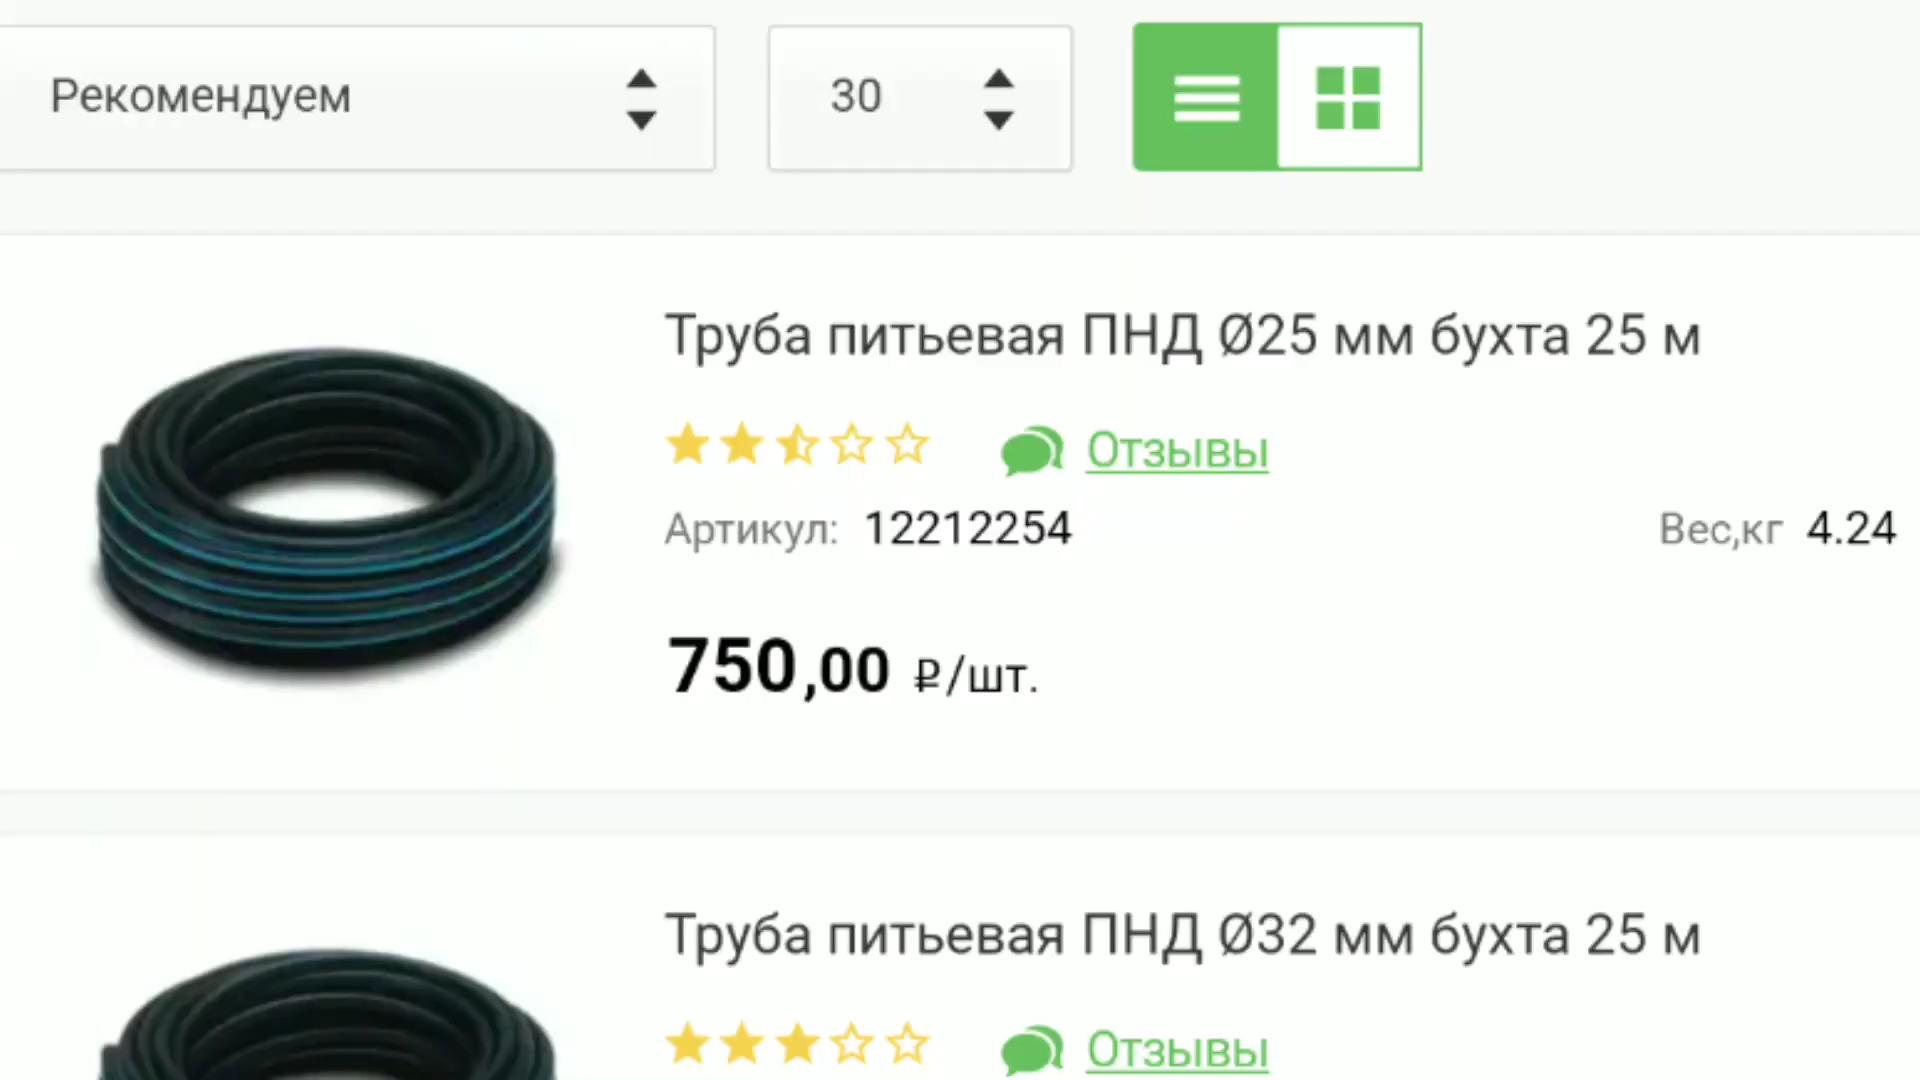 Рекомендуем
30
Труба питьевая ПНД Ø25 мм бухта 25 м
Отзывы
Артикул: 12212254
Вес,кг 4.24
750,00 ₽/шт.
Труба питьевая ПНД Ø32 мм бухта 25 м
Отзывы